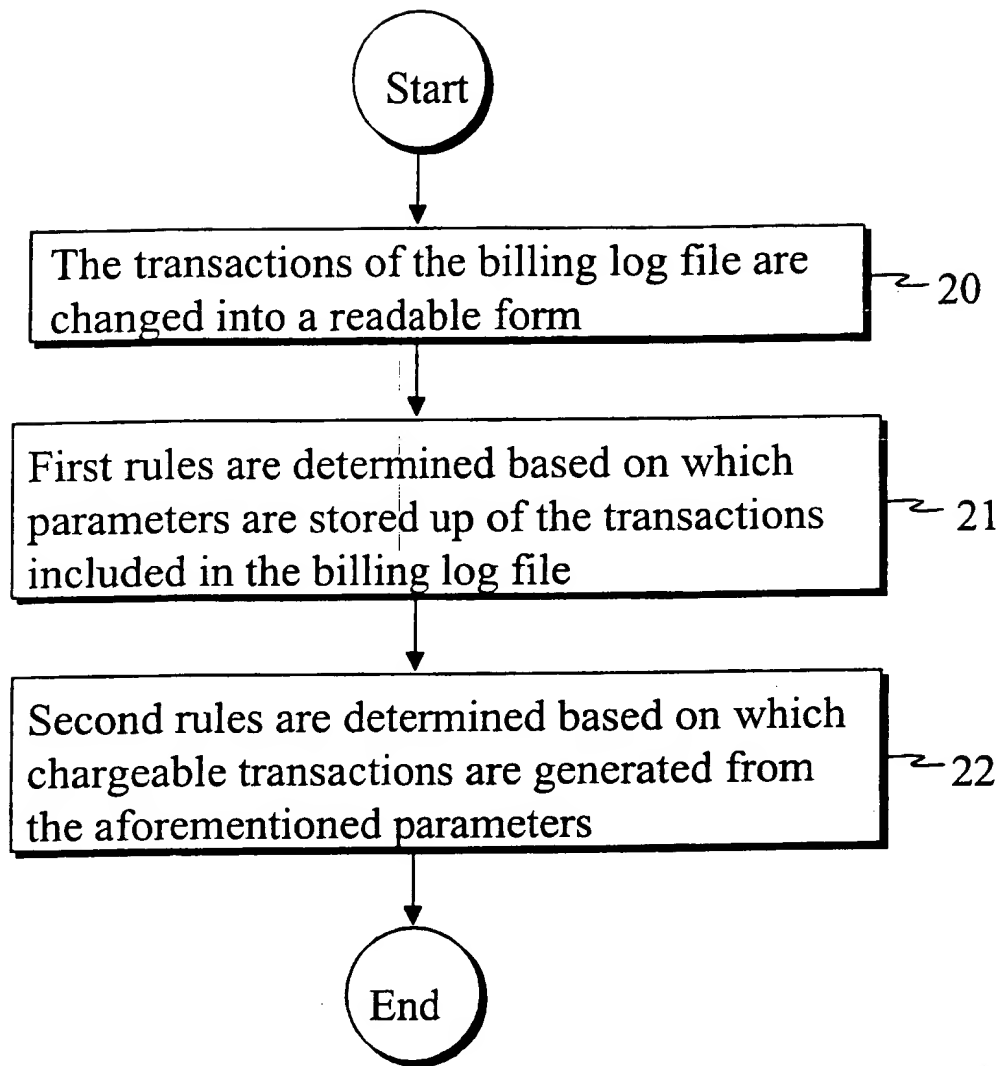 Start
The transactions of the billing log file are
changed into a readable form
20
First rules are determined based on which
parameters are stored up of the transactions
included in the billing log file
21
Second rules are determined based on which
chargeable transactions are generated from
the aforementioned parameters
22
End